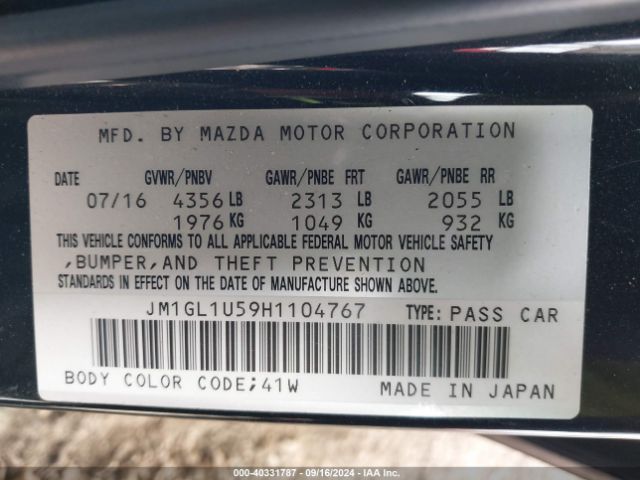 MFD. BY MAZDA MOTOR CORPORATION
DATE GVWR/PNBV GAWR/PNBE FRT GAWR/PNBE RR
07/16 4356 LB 2313 LB 2055 LB
1976 KG 1049 KG 932 KG
THIS VEHICLE CONFORMS TO ALL APPLICABLE FEDERAL MOTOR VEHICLE SAFETY
,BUMPER,AND THEFT PREVENTION
STANDARDS IN EFFECT ON THE DATE OF MANUFACTURE SHOWN ABOVE.
JM1GL1U59H1104767 TYPE: PASS CAR
BODY COLOR CODE;41W MADE IN JAPAN
000-40331787 - 09/16/2024 - IAA Inc.